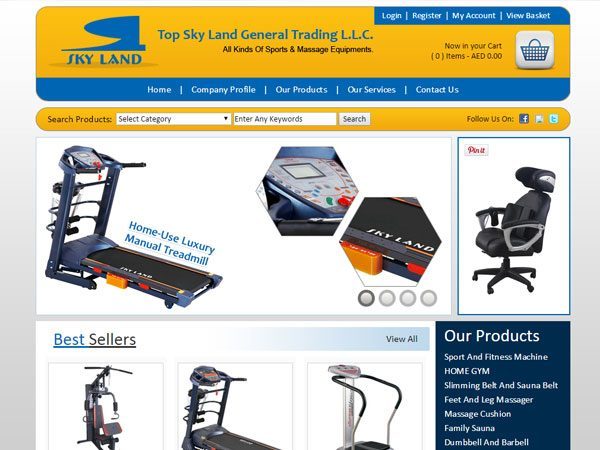 Login | Register | My Account | View Basket
SKY LAND
Top Sky Land General Trading L.L.C.
All Kinds Of Sports & Massage Equipments.
Now in your Cart
( 0 ) Items - AED 0.00
Home | Company Profile | Our Products | Our Services | Contact Us
Search Products: Select Category Enter Any Keywords Search Follow Us On:
Pin it
Home-Use Luxury
Manual Treadmill
SKY LAND
SKY LAND
Best Sellers View All
Our Products
Sport And Fitness Machine
HOME GYM
Slimming Belt And Sauna Belt
Feet And Leg Massager
Massage Cushion
Family Sauna
Dumbbell And Barbell